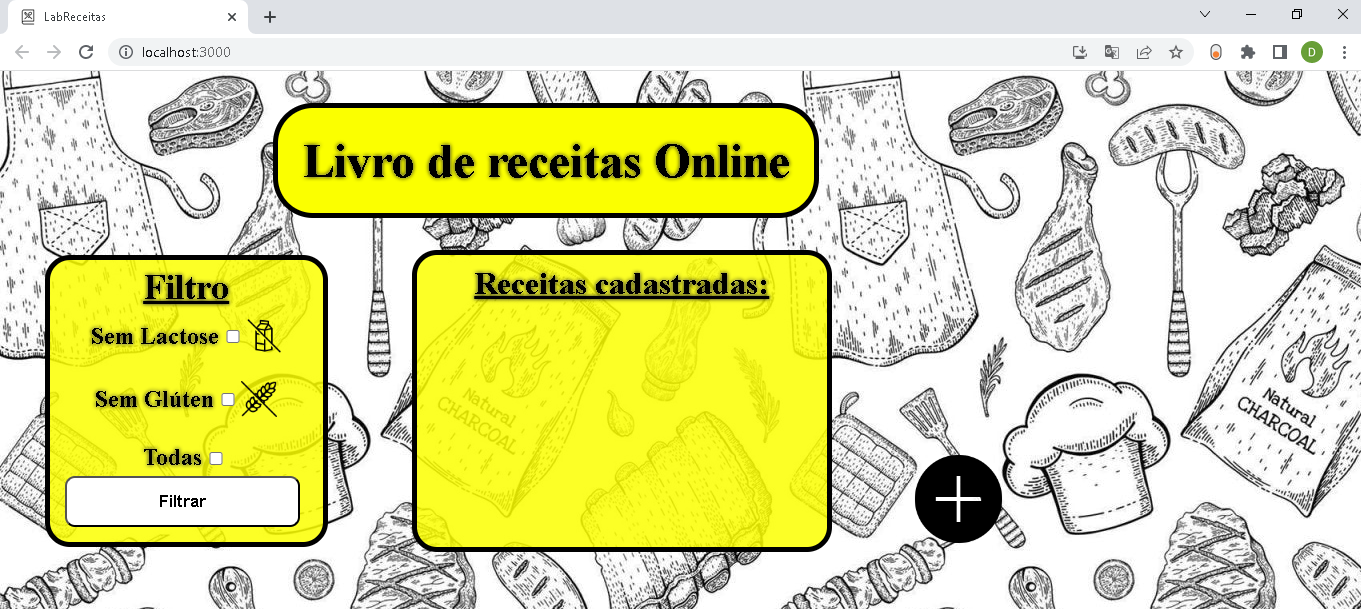 LabReceitas
localhost:3000
D
Livro de receitas Online
Filtro
Sem Lactose
Sem Glúten
Todas
Filtrar
Receitas cadastradas:
Natural
CHARCOAL
Natural
CHARCOAL